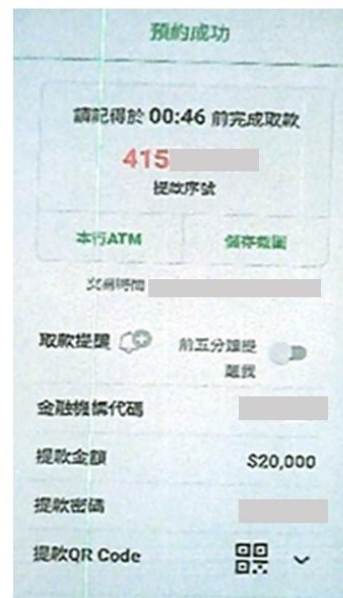 預約成功
請記得於 00:46 前完成取款
415
提款序號
本行ATM
儲存截圖
交易時間
取款提醒
前五分鐘提
醒我
金融機構代碼
提款金額
$20,000
提款密碼
提款QR Code